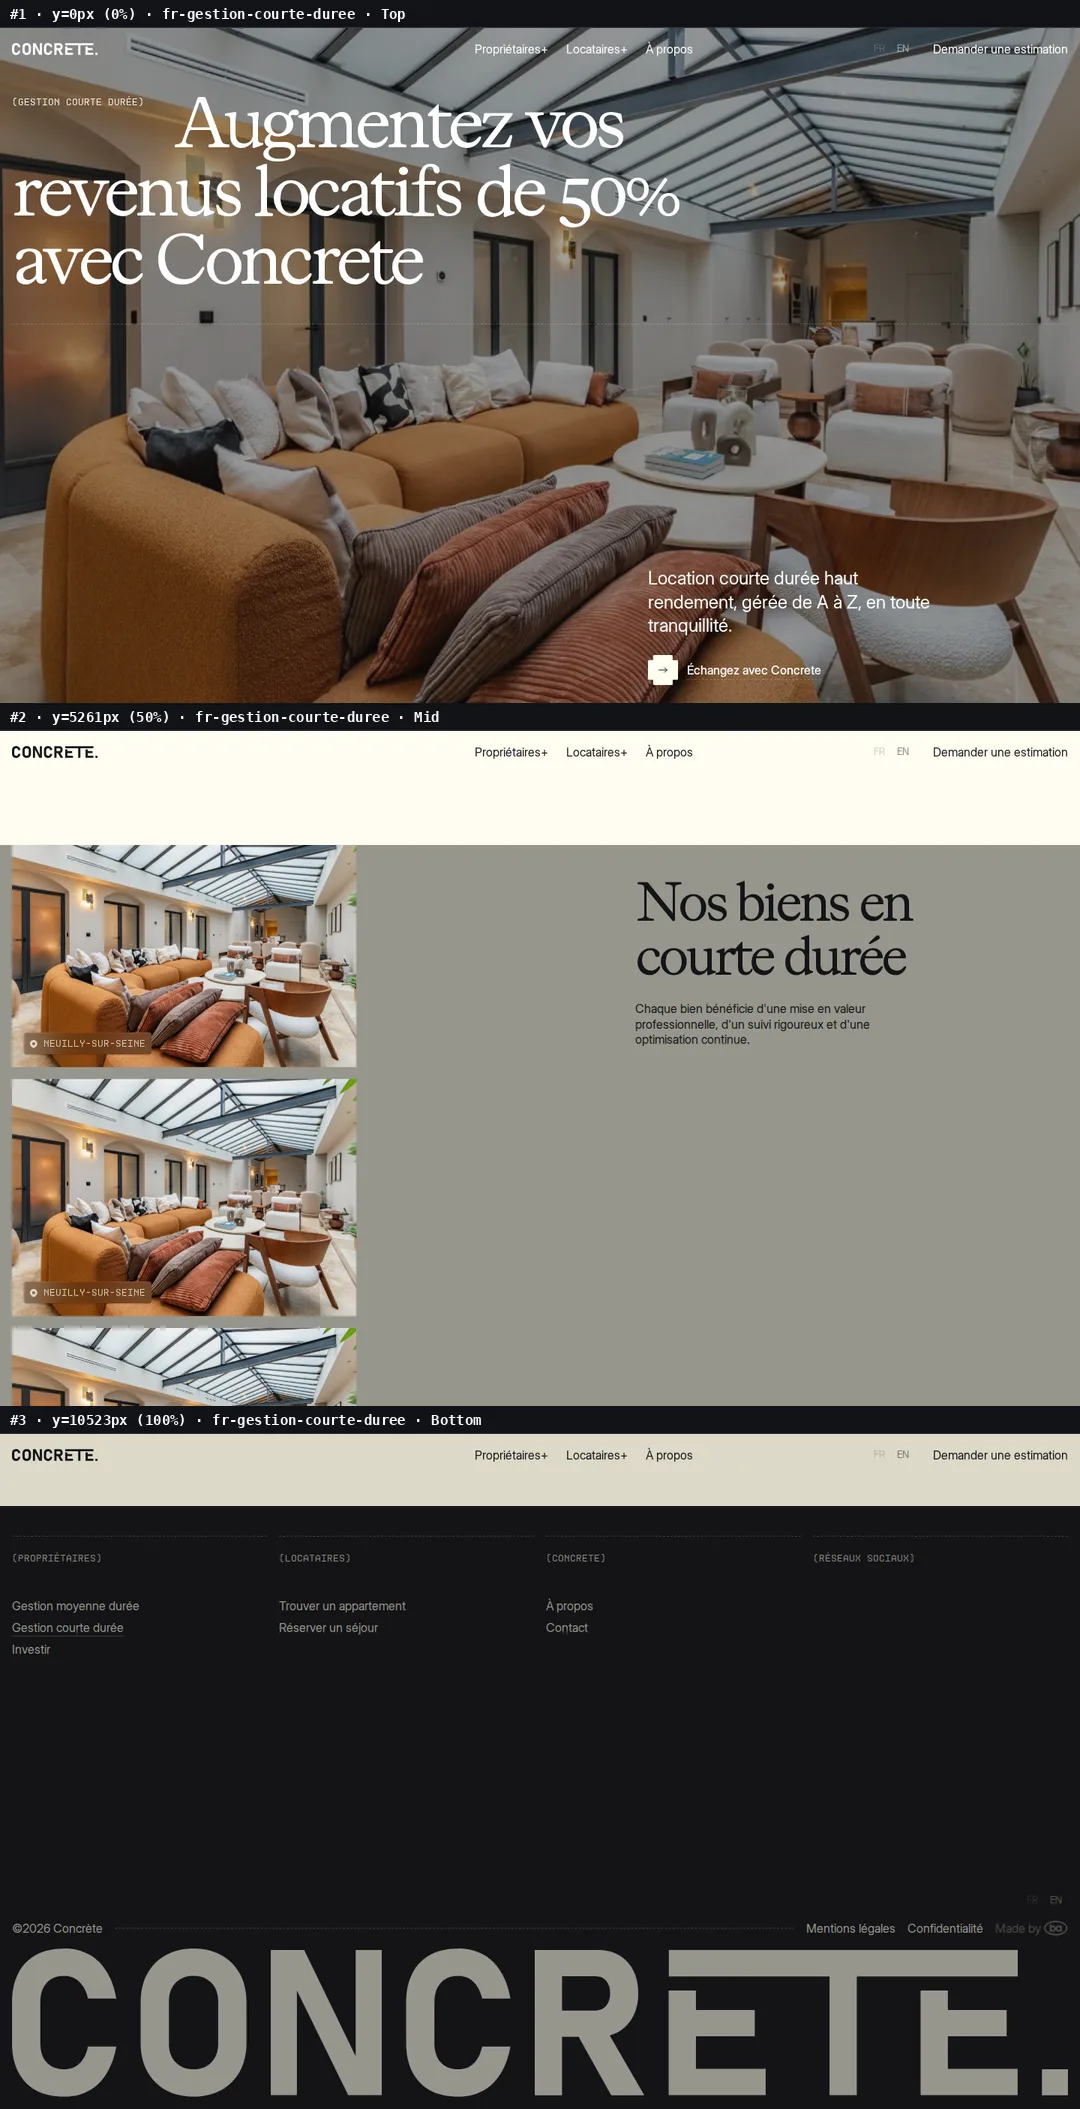 #1 · y=0px (0%) · fr-gestion-courte-duree · Top
CONCRETE.
Propriétaires+ Locataires+ À propos
FR EN Demander une estimation
(GESTION COURTE DURÉE)
Augmentez vos
revenus locatifs de 50%
avec Concrete
Location courte durée haut
rendement, gérée de A à Z, en toute
tranquillité.
→ Échangez avec Concrete
#2 · y=5261px (50%) · fr-gestion-courte-duree · Mid
CONCRETE.
Propriétaires+ Locataires+ À propos
FR EN Demander une estimation
Nos biens en
courte durée
Chaque bien bénéficie d'une mise en valeur
professionnelle, d'un suivi rigoureux et d'une
optimisation continue.
NEUILLY-SUR-SEINE
NEUILLY-SUR-SEINE
#3 · y=10523px (100%) · fr-gestion-courte-duree · Bottom
CONCRETE.
Propriétaires+ Locataires+ À propos
FR EN Demander une estimation
(PROPRIÉTAIRES)
Gestion moyenne durée
Gestion courte durée
Investir
(LOCATAIRES)
Trouver un appartement
Réserver un séjour
(CONCRETE)
À propos
Contact
(RÉSEAUX SOCIAUX)
FR EN
©2026 Concrète
Mentions légales Confidentialité Made by ba
CONCRETE.